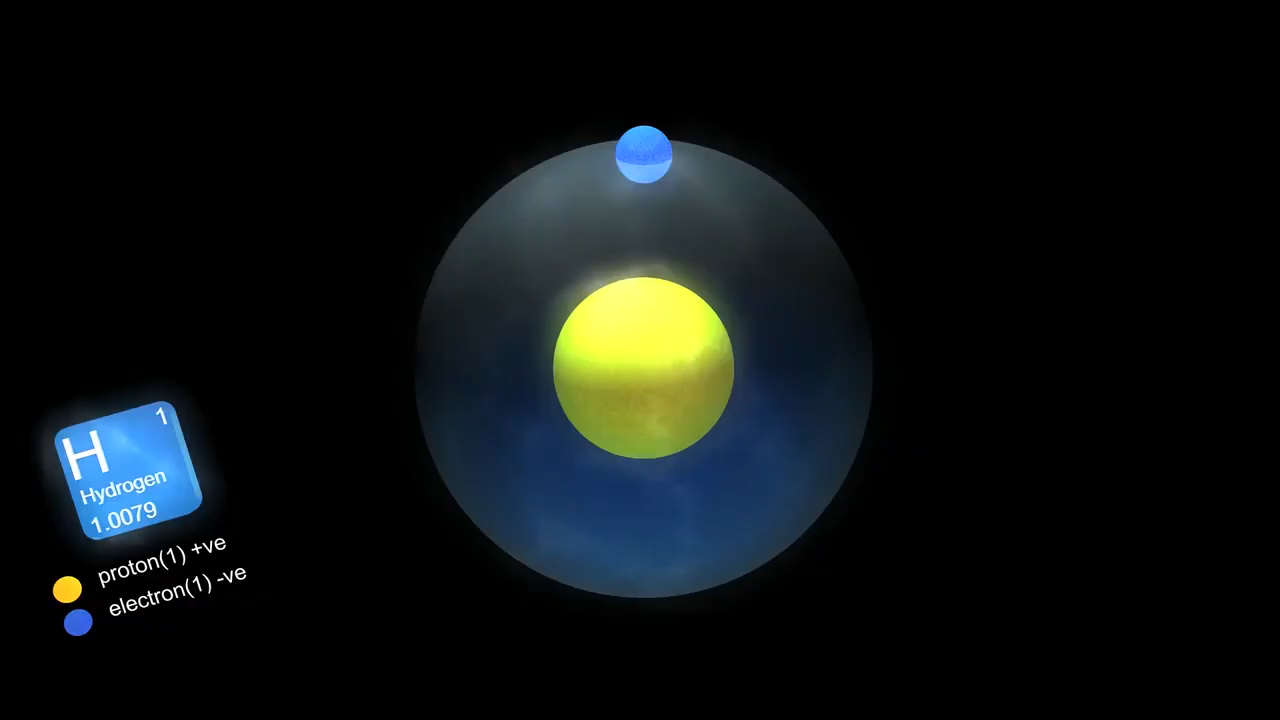 1
H
Hydrogen
1.0079
proton(1) +ve
electron(1) -ve